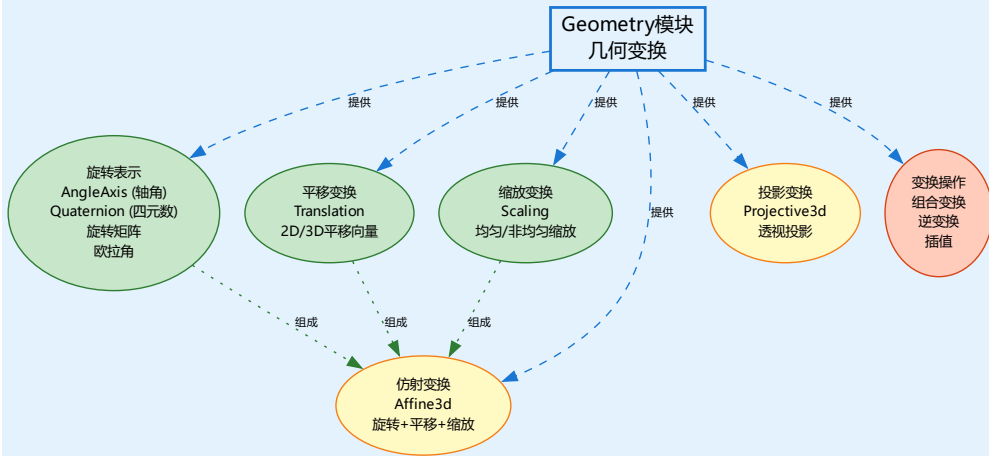 Geometry模块
几何变换
提供
提供
提供
提供
提供
提供
旋转表示
AngleAxis (轴角)
Quaternion (四元数)
旋转矩阵
欧拉角
平移变换
Translation
2D/3D平移向量
缩放变换
Scaling
均匀/非均匀缩放
投影变换
Projective3d
透视投影
变换操作
组合变换
逆变换
插值
组成
组成
组成
仿射变换
Affine3d
旋转+平移+缩放